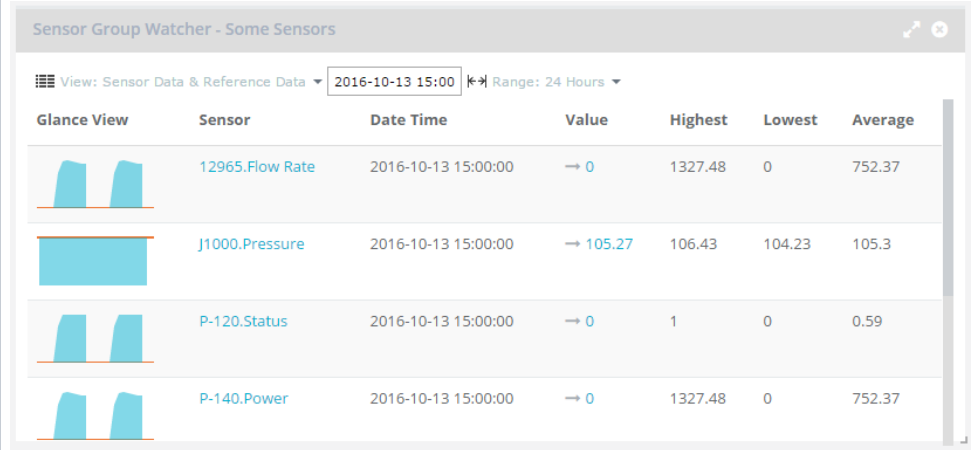 Sensor Group Watcher - Some Sensors
View: Sensor Data & Reference Data 2016-10-13 15:00 Range: 24 Hours
Glance View Sensor Date Time Value Highest Lowest Average
12965.Flow Rate 2016-10-13 15:00:00 → 0 1327.48 0 752.37
J1000.Pressure 2016-10-13 15:00:00 → 105.27 106.43 104.23 105.3
P-120.Status 2016-10-13 15:00:00 → 0 1 0 0.59
P-140.Power 2016-10-13 15:00:00 → 0 1327.48 0 752.37